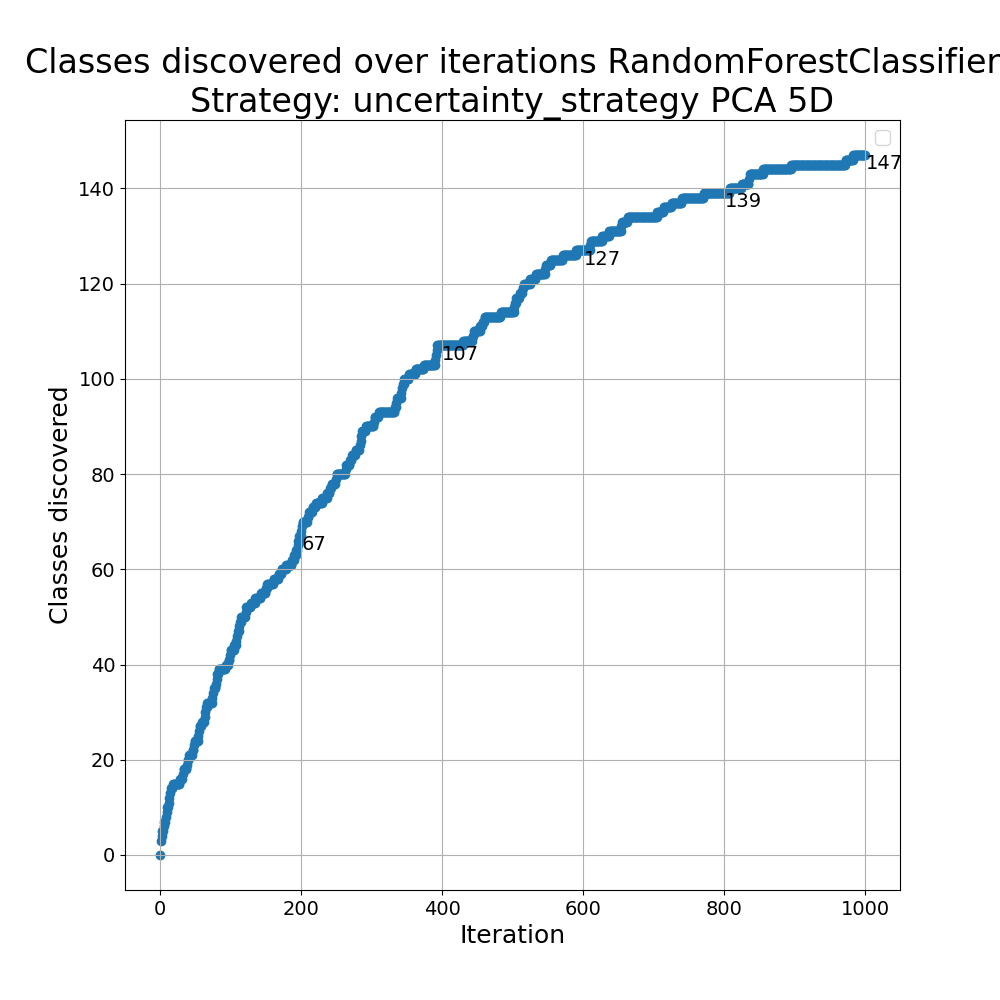 Classes discovered over iterations RandomForestClassifier
Strategy: uncertainty_strategy PCA 5D
147
140
139
127
120
107
100
Classes discovered
80
67
60
40
20
0
0 200 400 600 800 1000
Iteration